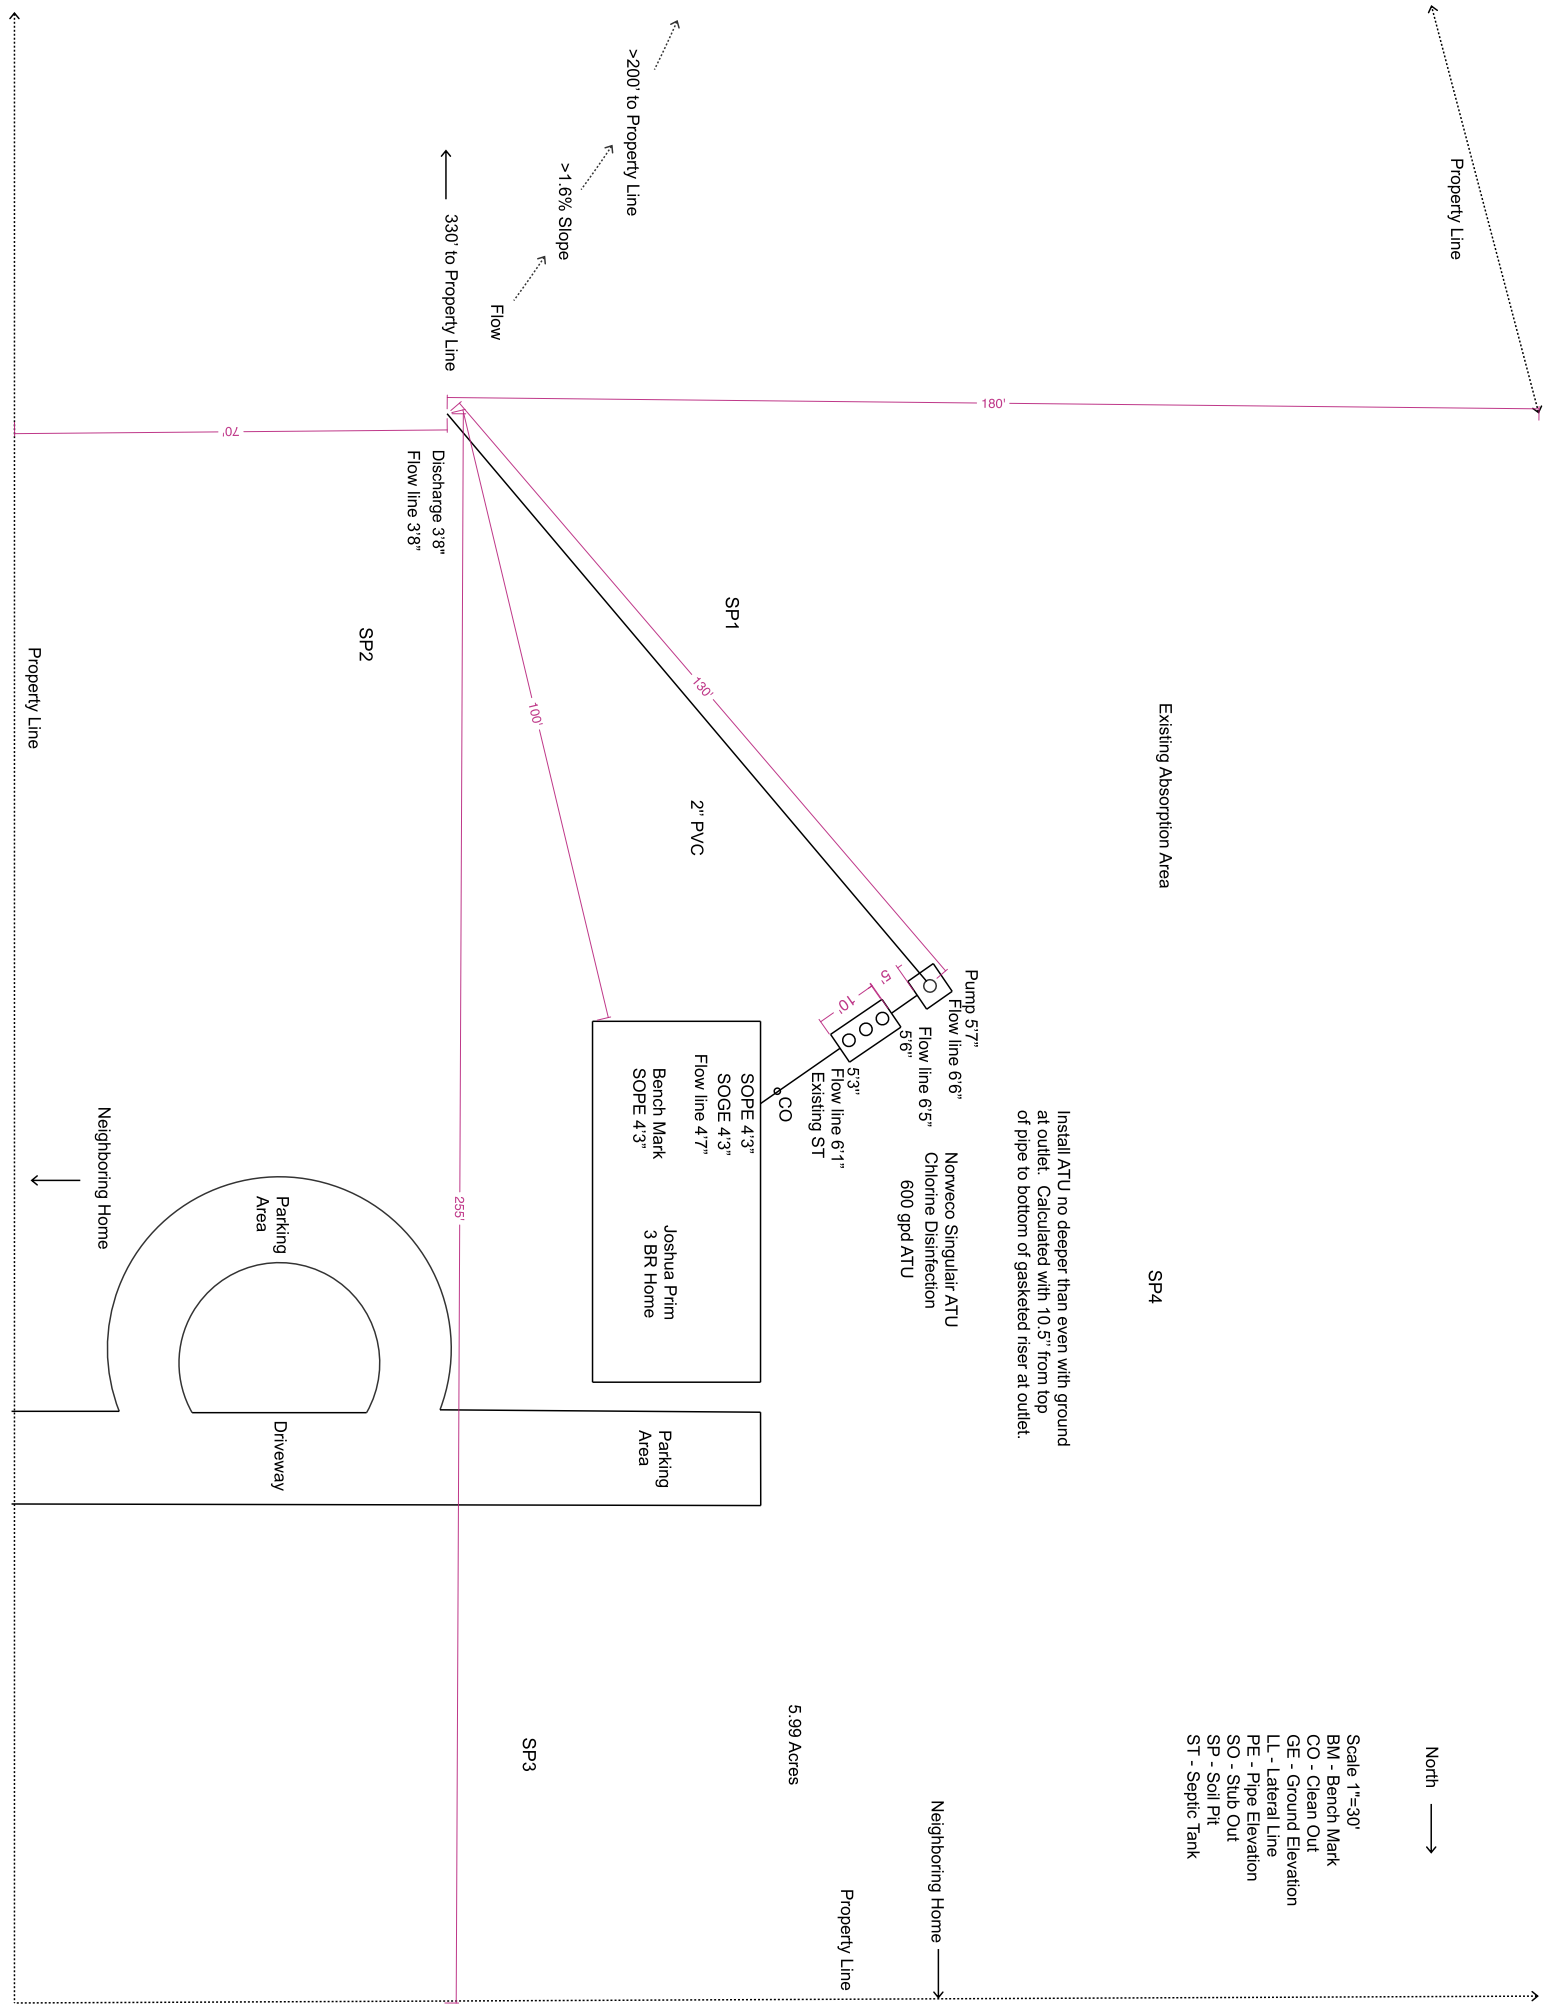 North
Scale 1"=30'
BM - Bench Mark
CO - Clean Out
GE - Ground Elevation
LL - Lateral Line
PE - Pipe Elevation
SO - Stub Out
SP - Soil Pit
ST - Septic Tank
Property Line
180'
Existing Absorption Area
SP4
Install ATU no deeper than even with ground
at outlet. Calculated with 10.5" from top
of pipe to bottom of gasketed riser at outlet.
Pump 5'7"
Flow line 6'6"
Flow line 6'5"
5'6"
5'
10'
Norweco Singulair ATU
Chlorine Disinfection
600 gpd ATU
5'3"
Flow line 6'1"
Existing ST
CO
Neighboring Home
Property Line
5.99 Acres
SOPE 4'3"
SOGE 4'3"
Flow line 4'7"
Bench Mark
SOPE 4'3"
Joshua Prim
3 BR Home
Parking
Area
SP1
130'
2" PVC
100'
>200' to Property Line
>1.6% Slope
Flow
330' to Property Line
SP3
255'
Discharge 3'8"
Flow line 3'8"
SP2
70'
Parking
Area
Driveway
Neighboring Home
Property Line